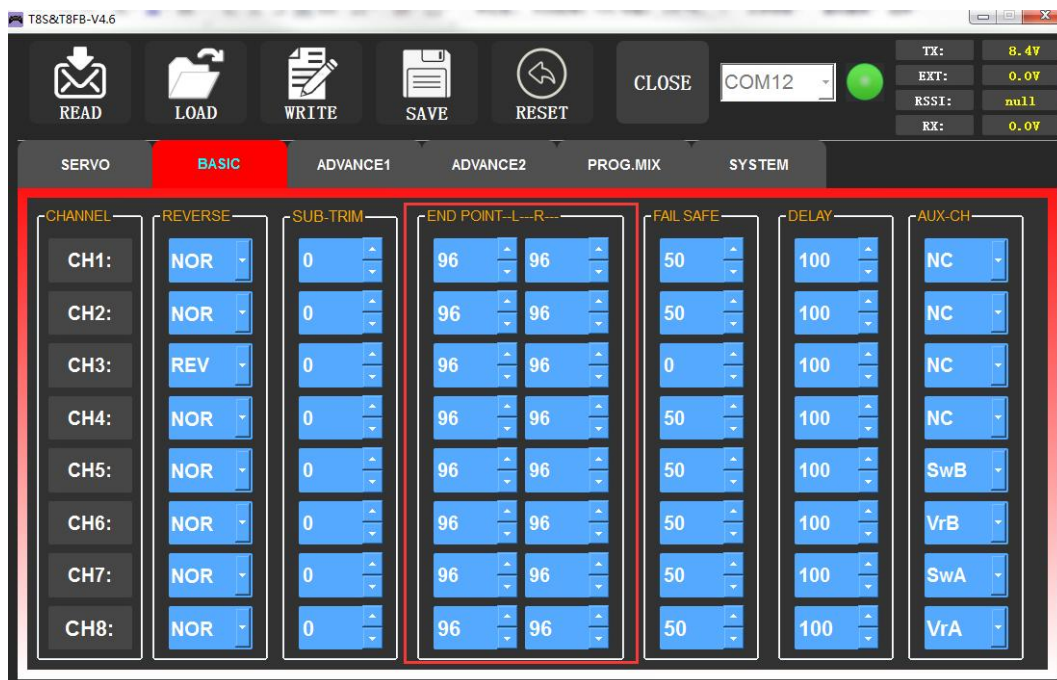 T8S&T8FB-V4.6
READ LOAD WRITE SAVE RESET CLOSE COM12
TX: 8.4V
EXT: 0.0V
RSSI: null
RX: 0.0V
SERVO BASIC ADVANCE1 ADVANCE2 PROG.MIX SYSTEM
CHANNEL REVERSE SUB-TRIM END POINT--L---R--- FAIL SAFE DELAY AUX-CH
CH1: NOR 0 96 96 50 100 NC
CH2: NOR 0 96 96 50 100 NC
CH3: REV 0 96 96 0 100 NC
CH4: NOR 0 96 96 50 100 NC
CH5: NOR 0 96 96 50 100 SwB
CH6: NOR 0 96 96 50 100 VrB
CH7: NOR 0 96 96 50 100 SwA
CH8: NOR 0 96 96 50 100 VrA